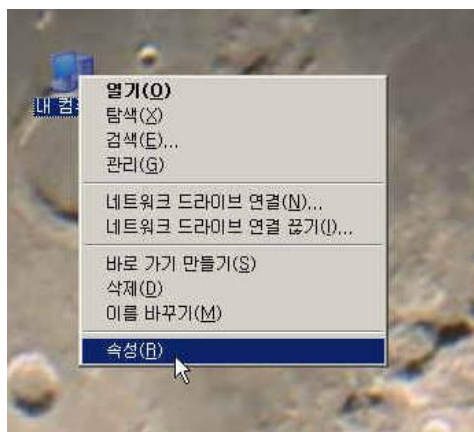 내 컴
열기(O)
탐색(X)
검색(E)...
관리(G)
네트워크 드라이브 연결(N)...
네트워크 드라이브 연결 끊기(I)...
바로 가기 만들기(S)
삭제(D)
이름 바꾸기(M)
속성(R)